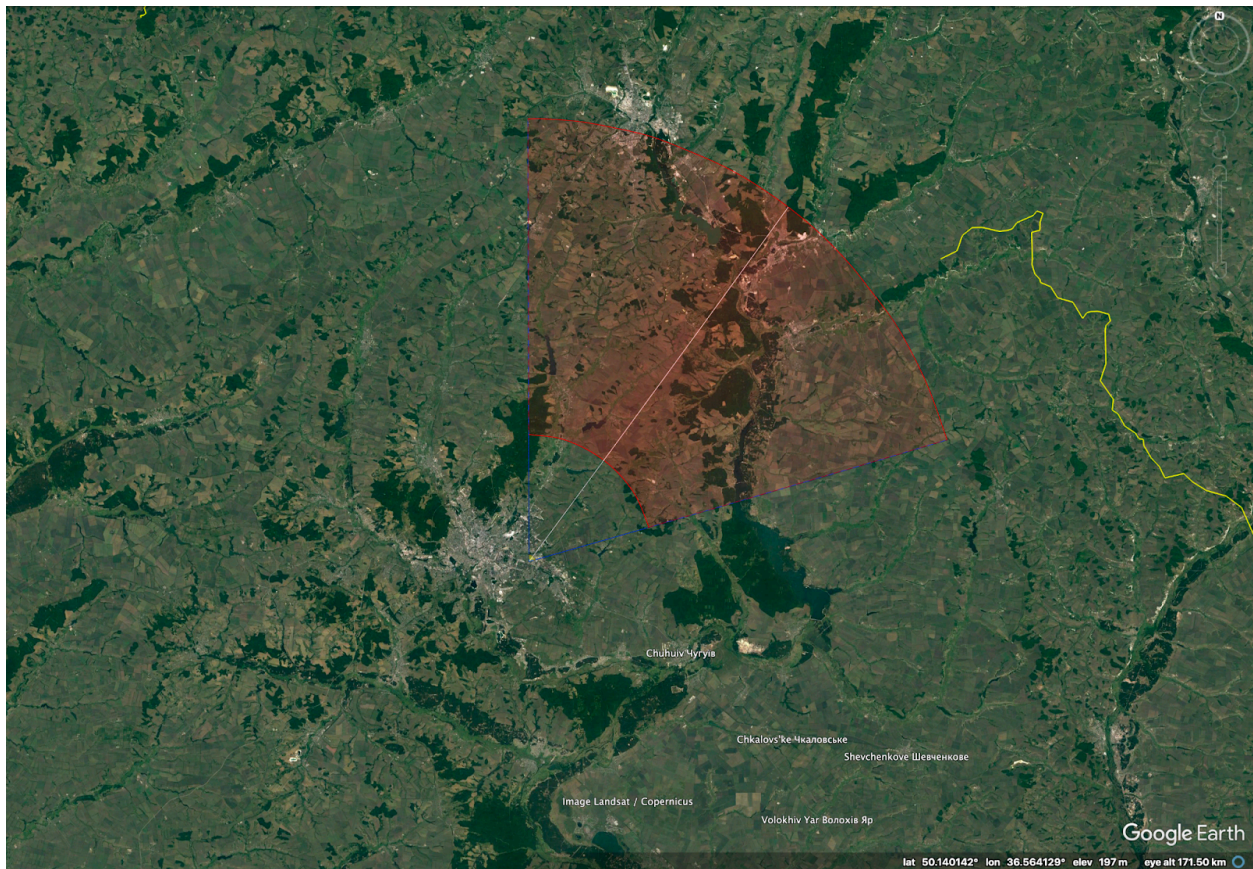 N
Chuhuiv Чугуїв
Chkalovs'ke Чкаловське
Shevchenkove Шевченкове
Image Landsat / Copernicus
Volokhiv Yar Волохів Яр
Google Earth
lat 50.140142° lon 36.564129° elev 197 m eye alt 171.50 km